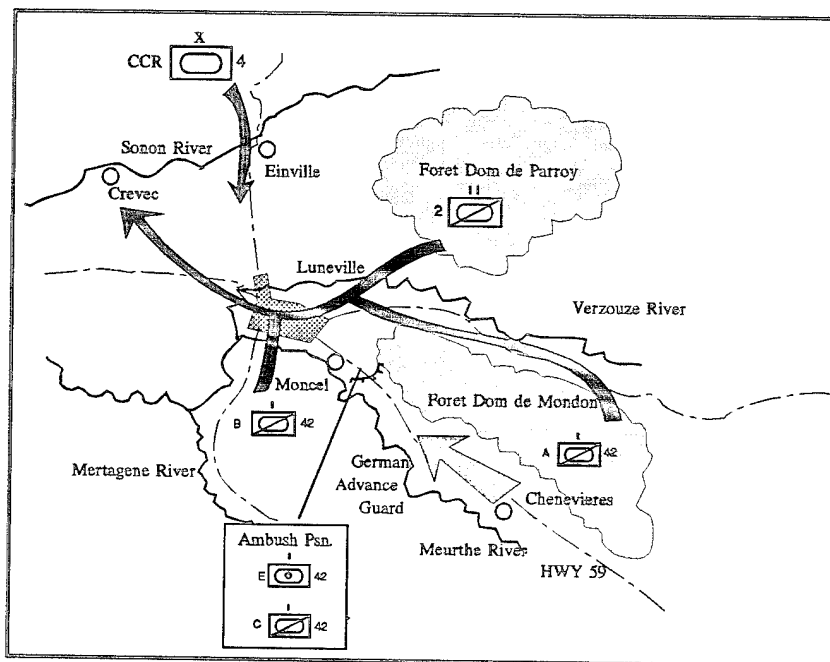 X
CCR 4
Sonon River
Einville
Crevec
Foret Dom de Parroy
II
2
Luneville
Verzouze River
Moncel
Foret Dom de Mondon
I
B 42
I
A 42
Mertagene River
German
Advance
Guard
Chenevieres
Meurthe River
HWY 59
Ambush Psn.
I
E 42
I
C 42